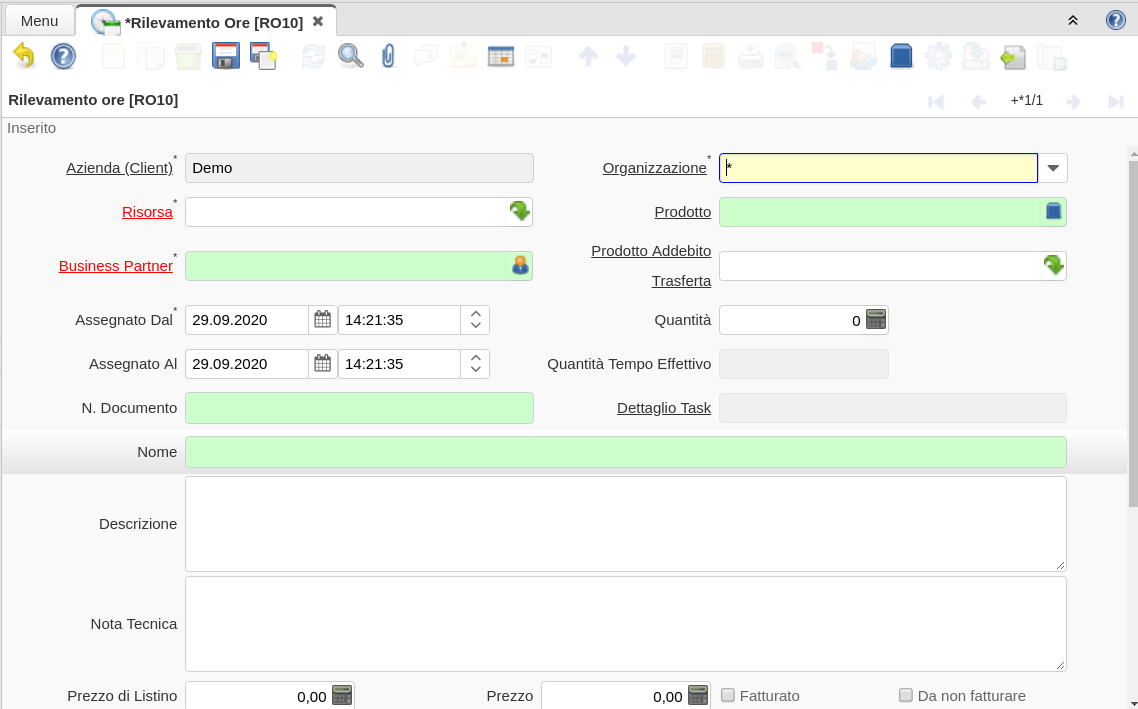 Menu
*Rilevamento Ore [RO10]
Rilevamento ore [RO10]
+*1/1
Inserito
Azienda (Client)* Demo
Organizzazione* *
Risorsa*
Prodotto
Business Partner*
Prodotto Addebito
Trasferta
Assegnato Dal* 29.09.2020 14:21:35
Quantità 0
Assegnato Al 29.09.2020 14:21:35
Quantità Tempo Effettivo
N. Documento
Dettaglio Task
Nome
Descrizione
Nota Tecnica
Prezzo di Listino 0,00
Prezzo 0,00
Fatturato
Da non fatturare